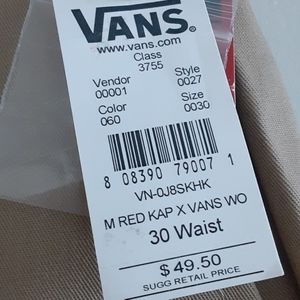 VANS®
www.vans.com
Class
3755
Vendor Style
00001 0027
Color Size
060 0030
8 08390 79007 1
VN-0J8SKHK
M RED KAP X VANS WO
30 Waist
$49.50
SUGG RETAIL PRICE